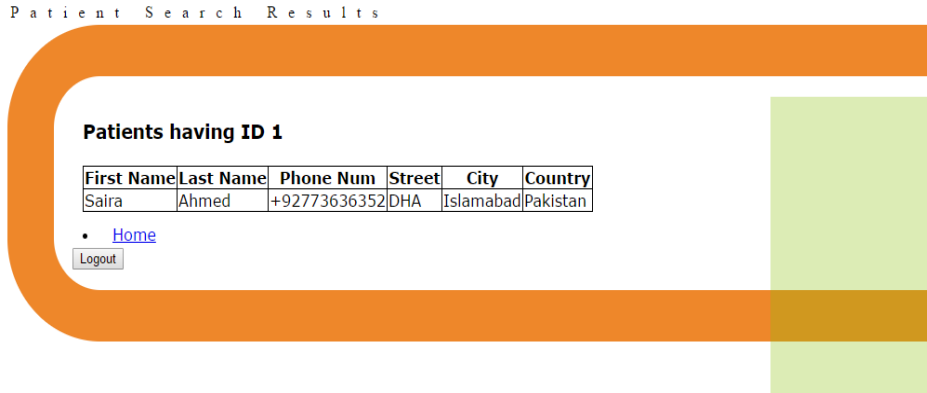 Patient Search Results
Patients having ID 1
First Name Last Name Phone Num Street City Country
Saira Ahmed +92773636352 DHA Islamabad Pakistan
Home
Logout